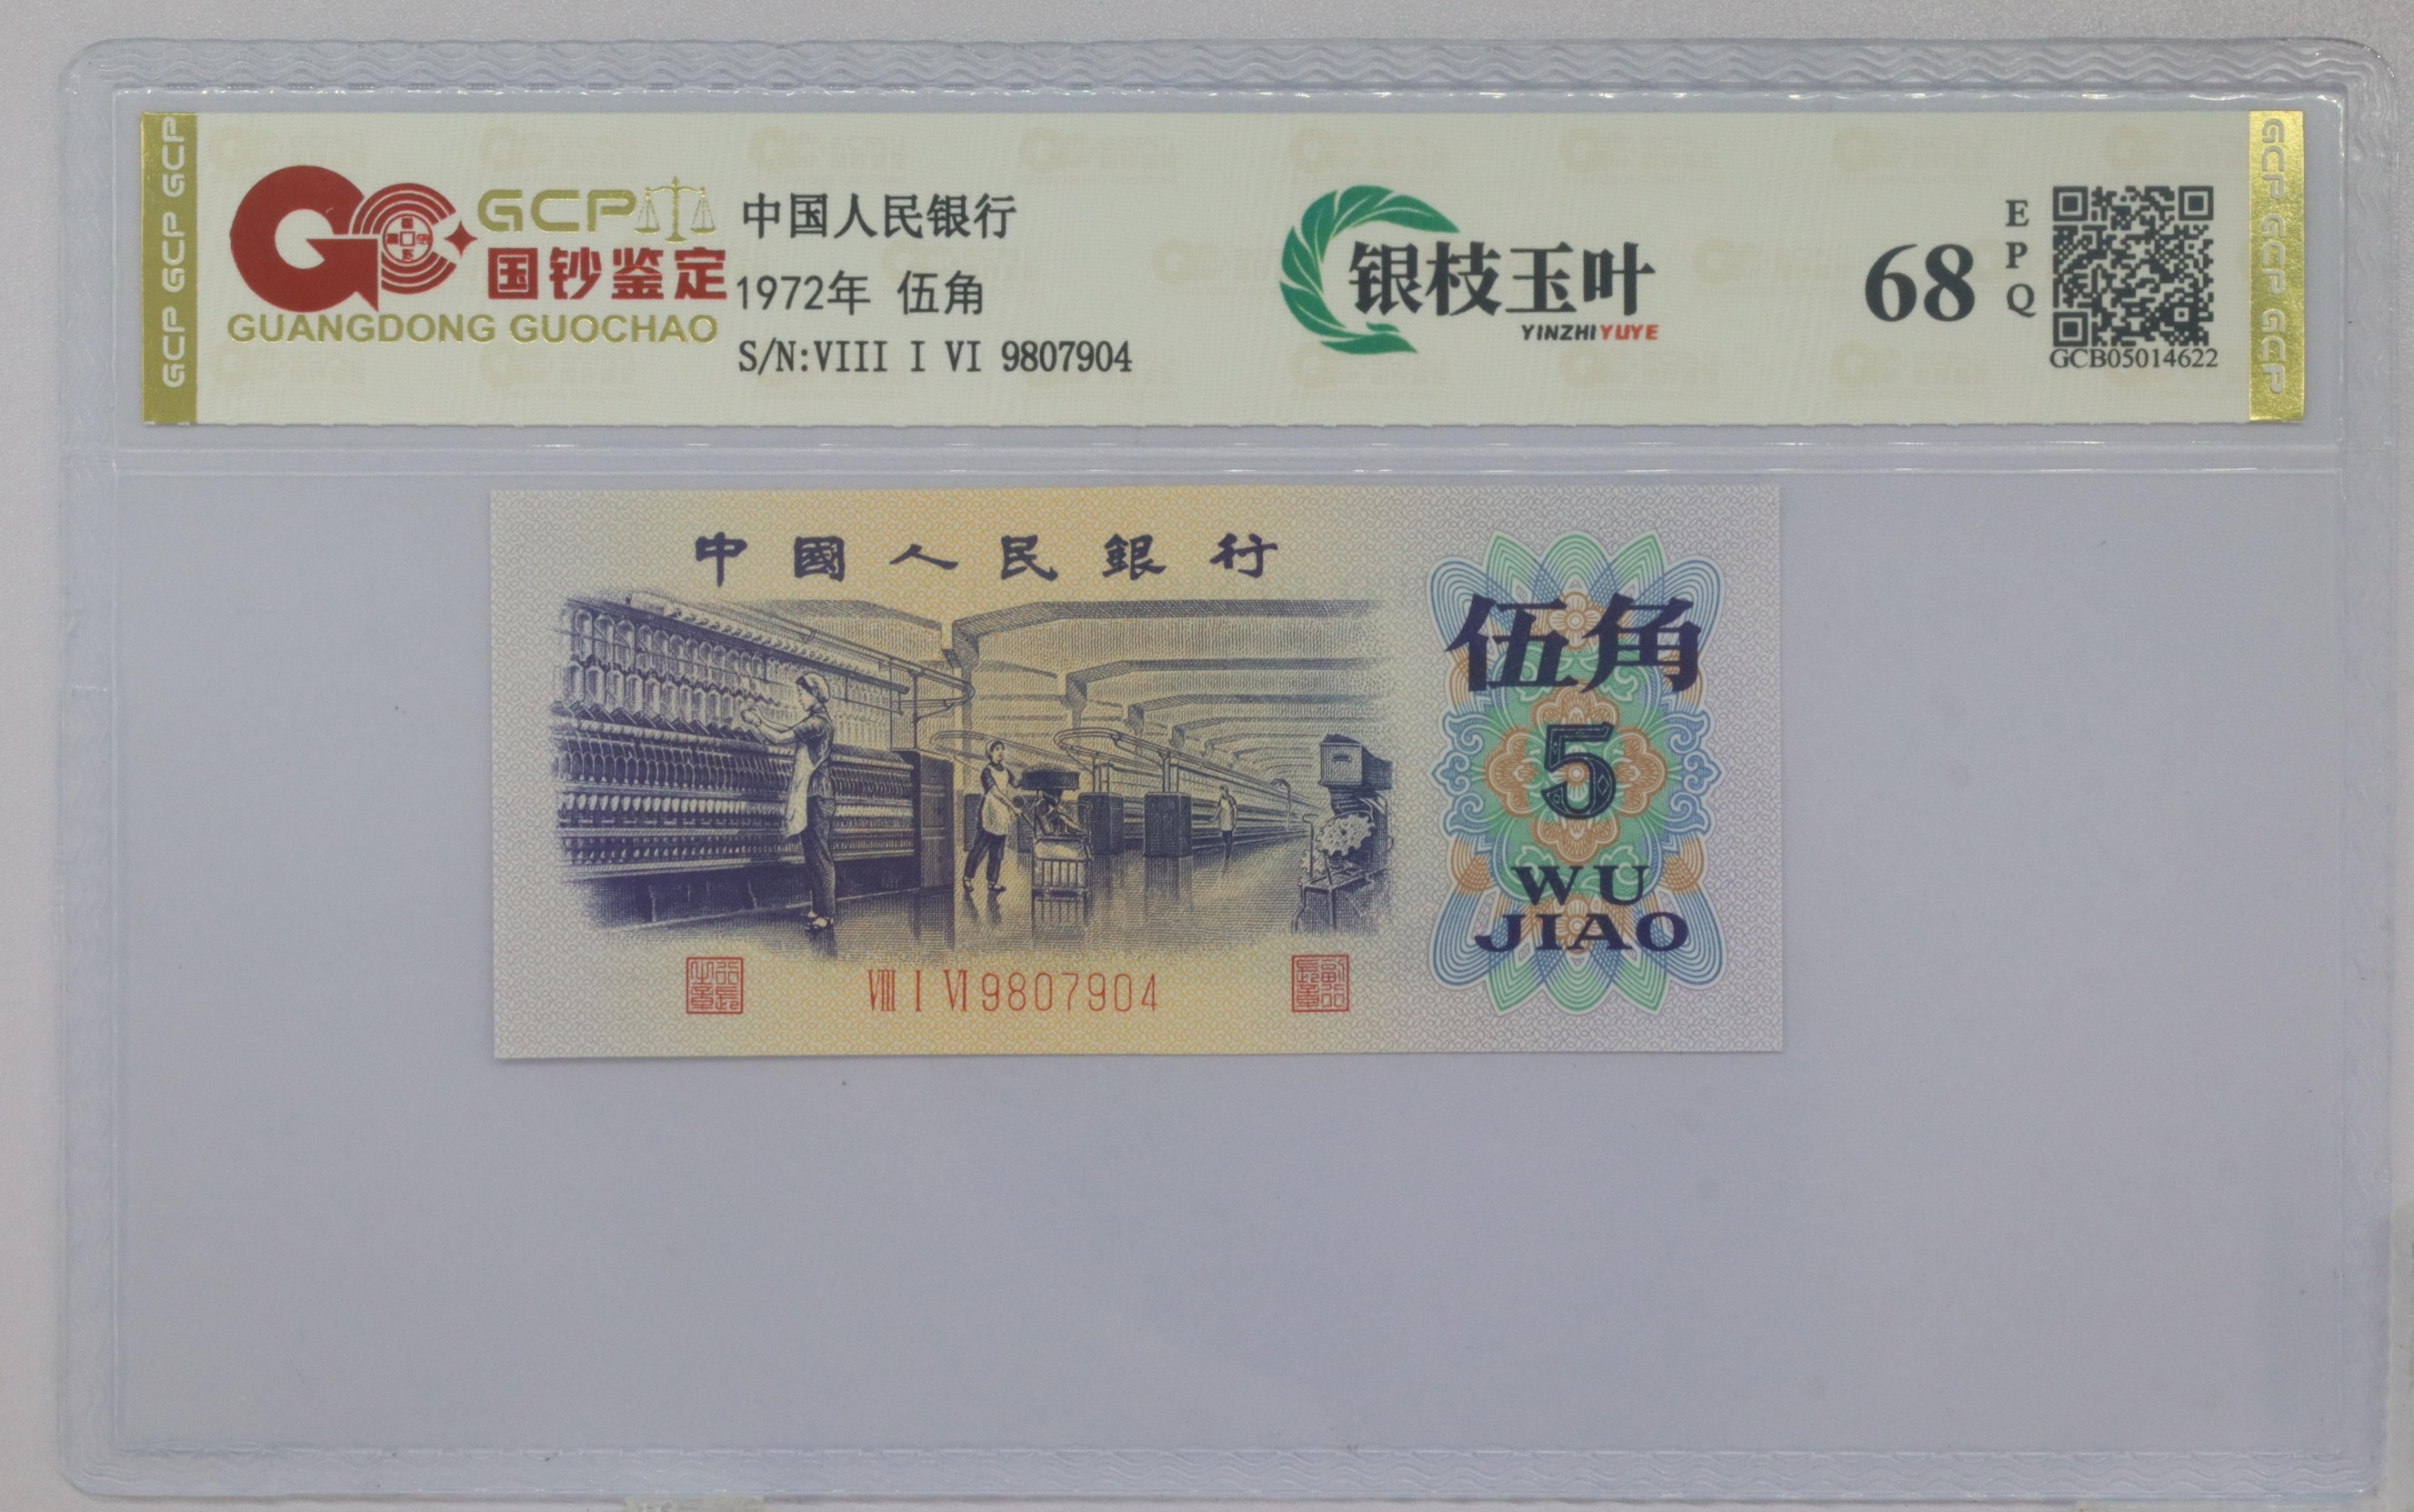 GCP GCP GCP
GCP
国钞鉴定
GUANGDONG GUOCHAO
中国人民银行
1972年 伍角
S/N:VIII I VI 9807904
银枝玉叶
YINZHIYUYE
68
EPQ
GCB05014622
GCP GCP GCP GCP
中國人民銀行
伍角
5
WU
JIAO
VIII I VI 9807904